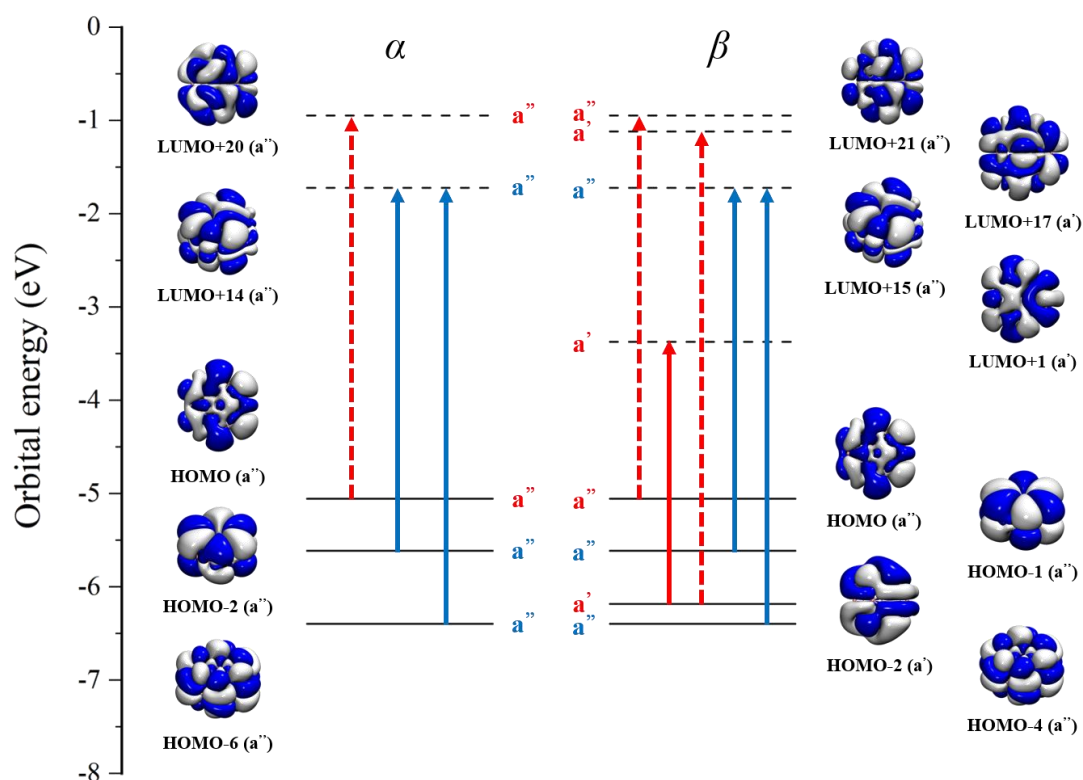 Orbital energy (eV)
0
-1
-2
-3
-4
-5
-6
-7
-8
α
β
LUMO+20 (a’’)
LUMO+14 (a’’)
HOMO (a’’)
HOMO-2 (a’’)
HOMO-6 (a’’)
a’’
a’’
a’’
a’’
a’’
a’’
a’
a’’
a’
a’’
a’’
a’
a’’
LUMO+21 (a’’)
LUMO+17 (a’)
LUMO+15 (a’’)
LUMO+1 (a’)
HOMO (a’’)
HOMO-1 (a’’)
HOMO-2 (a’)
HOMO-4 (a’’)